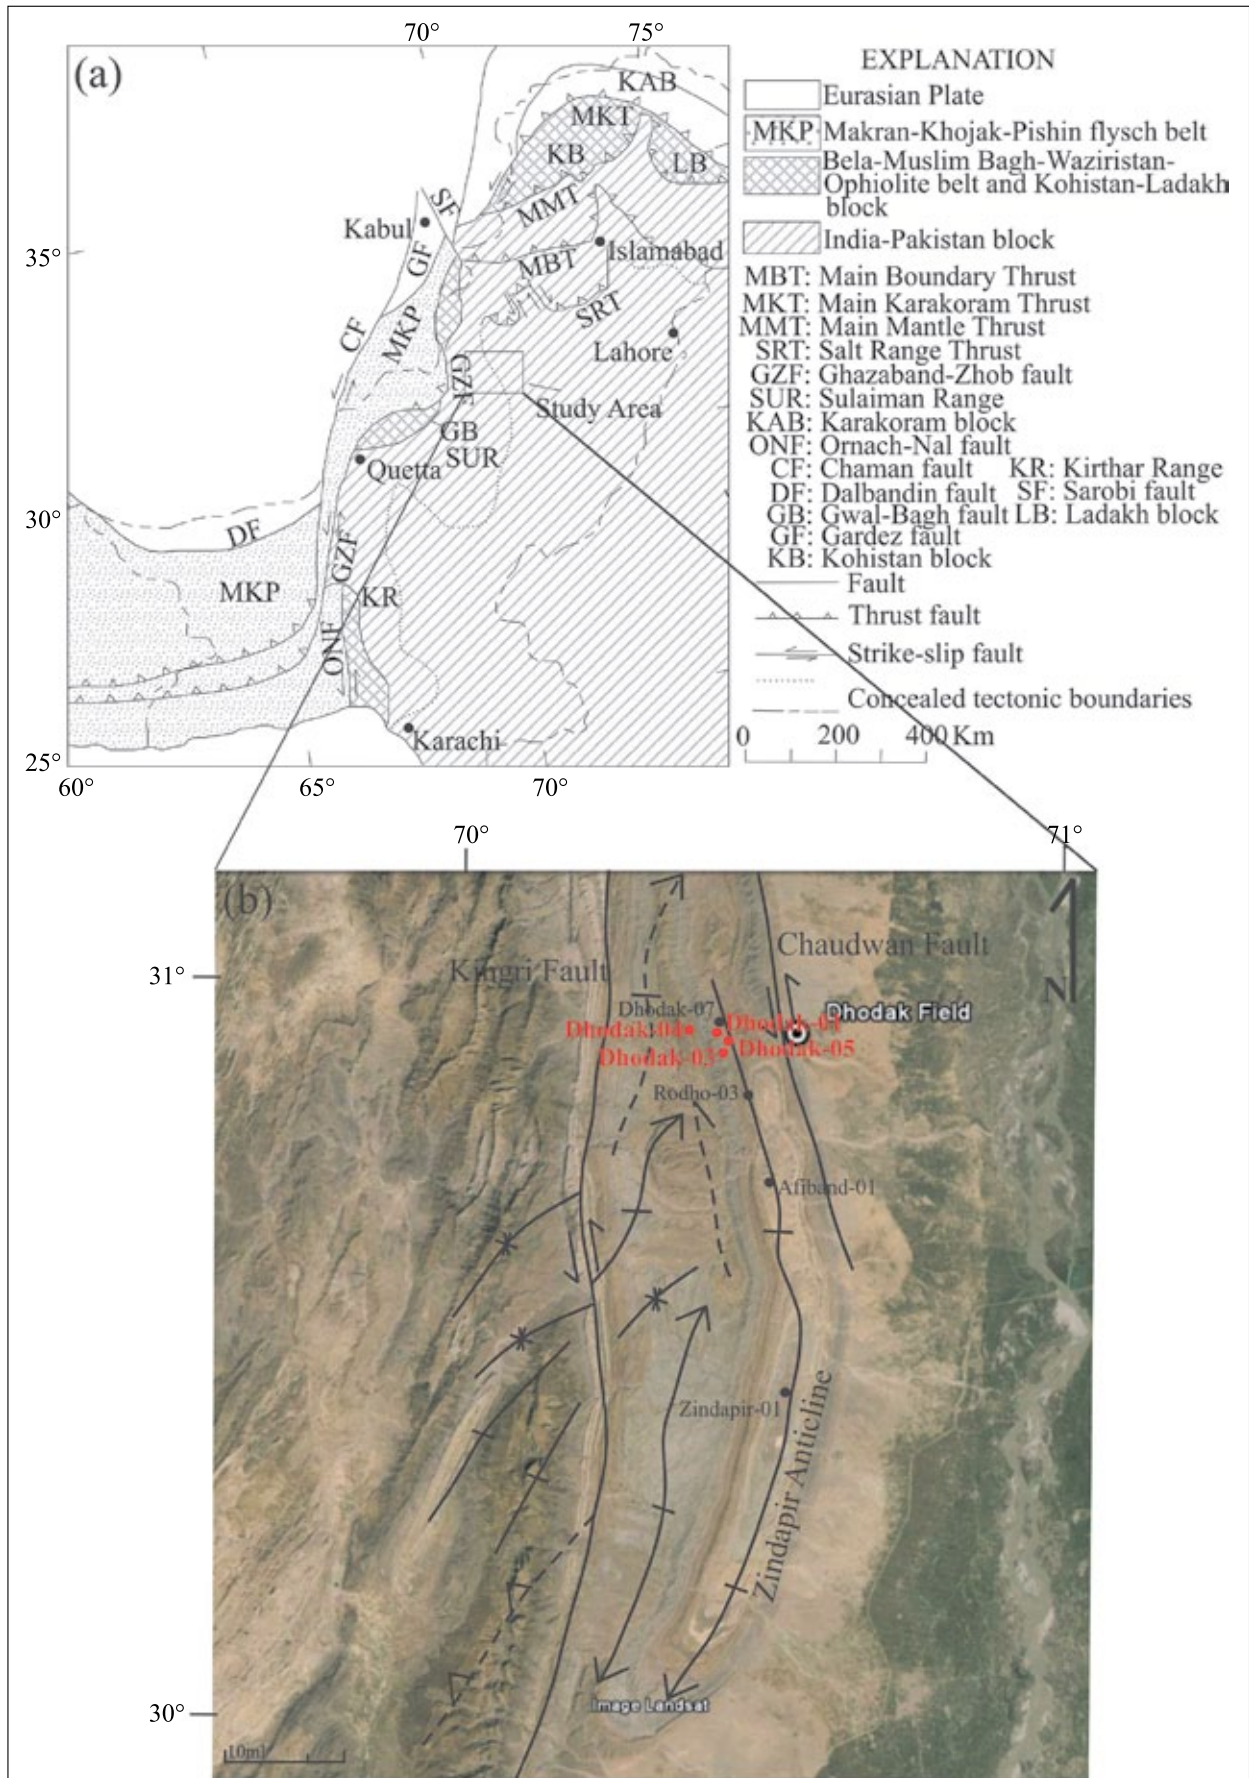 70° 75°
(a)
EXPLANATION
KAB
Eurasian Plate
MKT
MKP Makran-Khojak-Pishin flysch belt
KB
LB
Bela-Muslim Bagh-Waziristan-
Ophiolite belt and Kohistan-Ladakh
block
SF
MMT
Kabul
India-Pakistan block
35°
GF
MBT
Islamabad
MBT: Main Boundary Thrust
MKT: Main Karakoram Thrust
SRT
CF
MKP
MMT: Main Mantle Thrust
Lahore
SRT: Salt Range Thrust
GZF
GZF: Ghazaband-Zhob fault
SUR: Sulaiman Range
Study Area
KAB: Karakoram block
GB
ONF: Ornach-Nal fault
SUR
Quetta
CF: Chaman fault KR: Kirthar Range
DF: Dalbandin fault SF: Sarobi fault
30°
GB: Gwal-Bagh fault LB: Ladakh block
DF
GF: Gardez fault
GZF
KB: Kohistan block
Fault
MKP
KR
Thrust fault
ONF
Strike-slip fault
Concealed tectonic boundaries
Karachi
0 200 400 Km
25°
60° 65° 70°
70° 71°
(b)
Chaudwan Fault
Kingri Fault
31°
N
Dhodak-07
Dhodak Field
Dhodak-04
Dhodak-01
Dhodak-03
Dhodak-05
Rodho-03
Afiband-01
Zindapir-01
Zindapir Anticline
Image Landsat
30°
10ml